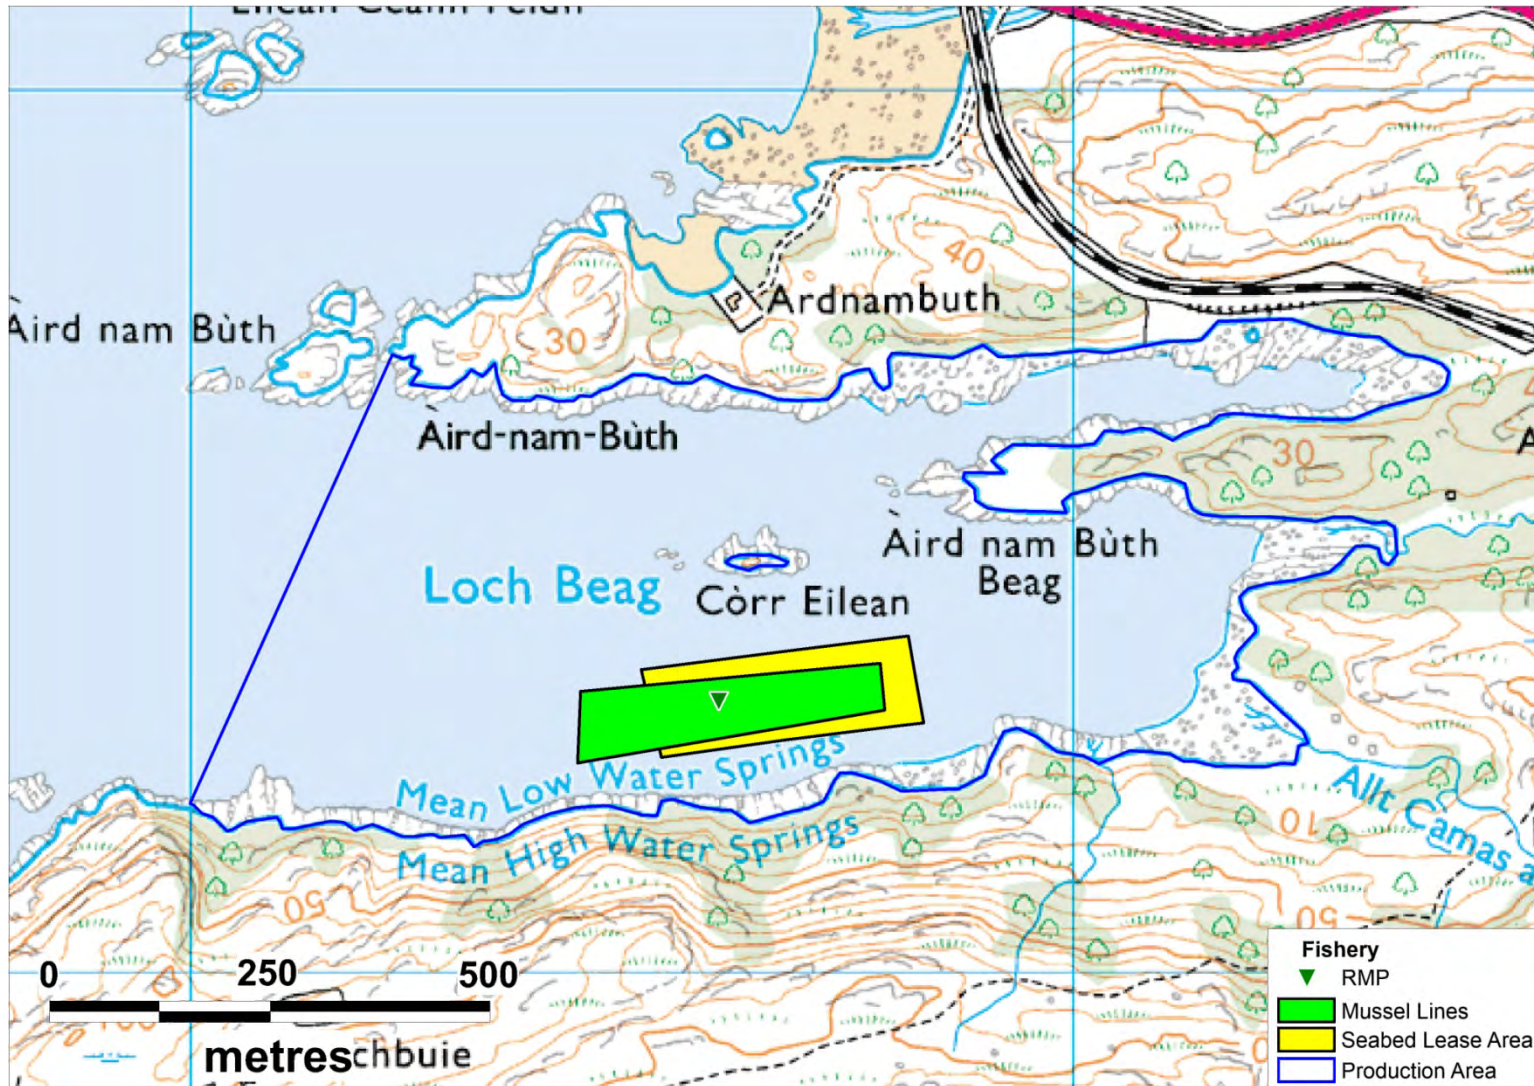 Ardnambuth
40
30
Aird nam Bùth
Àird-nam-Bùth
30
Àird nam Bùth
Beag
Loch Beag
Còrr Eilean
Mean Low Water Springs
Mean High Water Springs
Allt Camas a
10
50
50
0 250 500
metres
chbuie
Fishery
RMP
Mussel Lines
Seabed Lease Area
Production Area